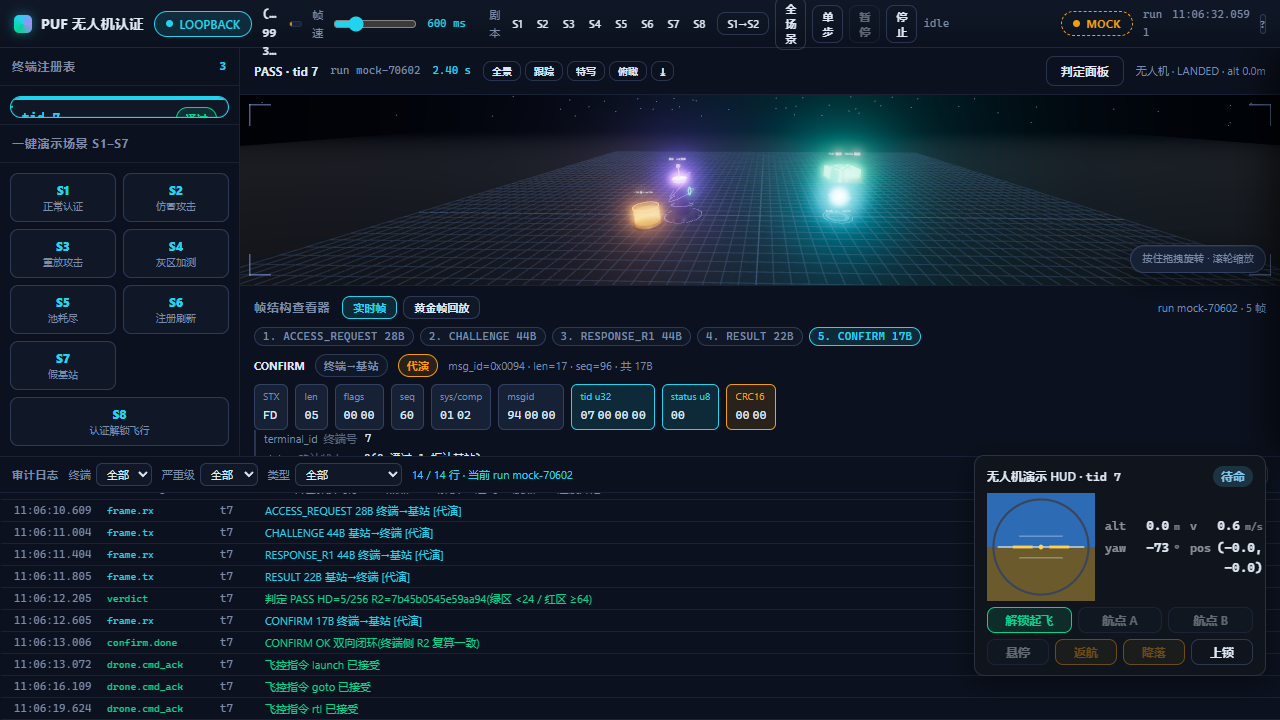 PUF 无人机认证
LOOPBACK
(...
99
3...
帧速
600 ms
剧本
S1 S2 S3 S4 S5 S6 S7 S8
S1→S2
全场景
单步
暂停
停止
idle
MOCK
run 1
11:06:32.059
?
终端注册表
3
一键演示场景 S1–S7
S1
正常认证
S2
仿冒攻击
S3
重放攻击
S4
灰区加测
S5
池耗尽
S6
注册刷新
S7
假基站
S8
认证解锁飞行
PASS · tid 7
run mock-70602
2.40 s
全景
跟踪
特写
俯瞰
判定面板
无人机 · LANDED · alt 0.0m
按住拖拽旋转 · 滚轮缩放
帧结构查看器
实时帧
黄金帧回放
run mock-70602 · 5 帧
1. ACCESS_REQUEST 28B
2. CHALLENGE 44B
3. RESPONSE_R1 44B
4. RESULT 22B
5. CONFIRM 17B
CONFIRM
终端→基站
代演
msg_id=0x0094 · len=17 · seq=96 · 共 17B
STX
FD
len
05
flags
00 00
seq
60
sys/comp
01 02
msgid
94 00 00
tid u32
07 00 00 00
status u8
00
CRC16
00 00
terminal_id 终端号 7
审计日志
终端 全部
严重级 全部
类型 全部
14 / 14 行 · 当前 run mock-70602
11:06:10.609 frame.rx t7 ACCESS_REQUEST 28B 终端→基站 [代演]
11:06:11.004 frame.tx t7 CHALLENGE 44B 基站→终端 [代演]
11:06:11.404 frame.rx t7 RESPONSE_R1 44B 终端→基站 [代演]
11:06:11.805 frame.tx t7 RESULT 22B 基站→终端 [代演]
11:06:12.205 verdict t7 判定 PASS HD=5/256 R2=7b45b0545e59aa94(绿区 <24 / 红区 ≥64)
11:06:12.605 frame.rx t7 CONFIRM 17B 终端→基站 [代演]
11:06:13.006 confirm.done t7 CONFIRM OK 双向闭环(终端侧 R2 复算一致)
11:06:13.072 drone.cmd_ack t7 飞控指令 launch 已接受
11:06:16.109 drone.cmd_ack t7 飞控指令 goto 已接受
11:06:19.624 drone.cmd_ack t7 飞控指令 rtl 已接受
无人机演示 HUD · tid 7
待命
alt 0.0 m v 0.6 m/s
yaw −73 ° pos (−0.0,
−0.0)
解锁起飞
航点 A
航点 B
悬停
返航
降落
上锁